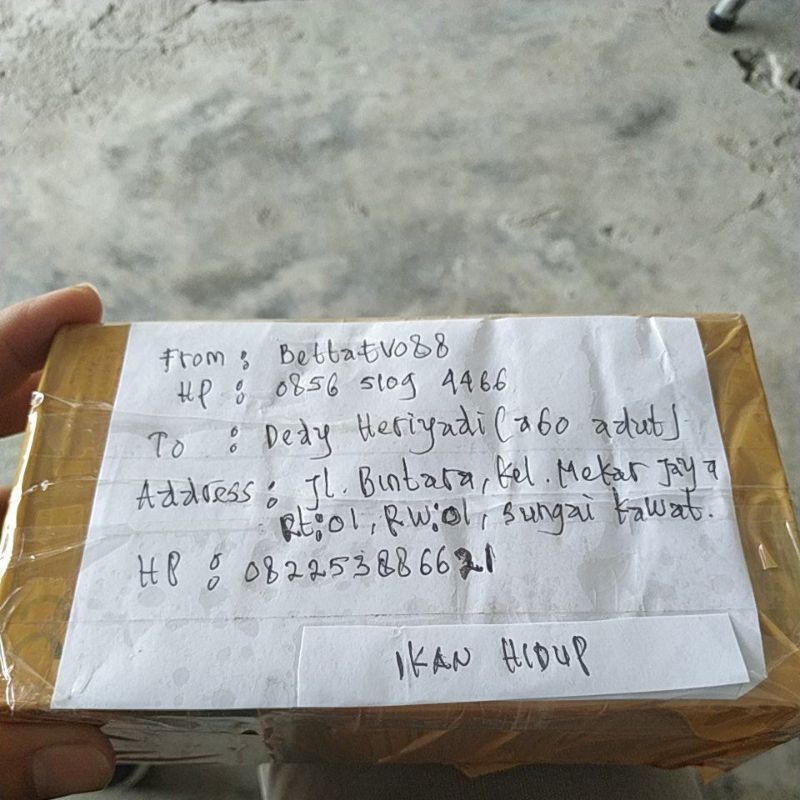 From : BettatV088
HP : 0856 5109 4466
To : Dedy Heriyadi (abo adut)
Address : Jl. Bintara, Kel. Mekar Jaya
Rt:01, RW:01, Sungai kawat.
HP : 082253886621
IKAN HIDUP